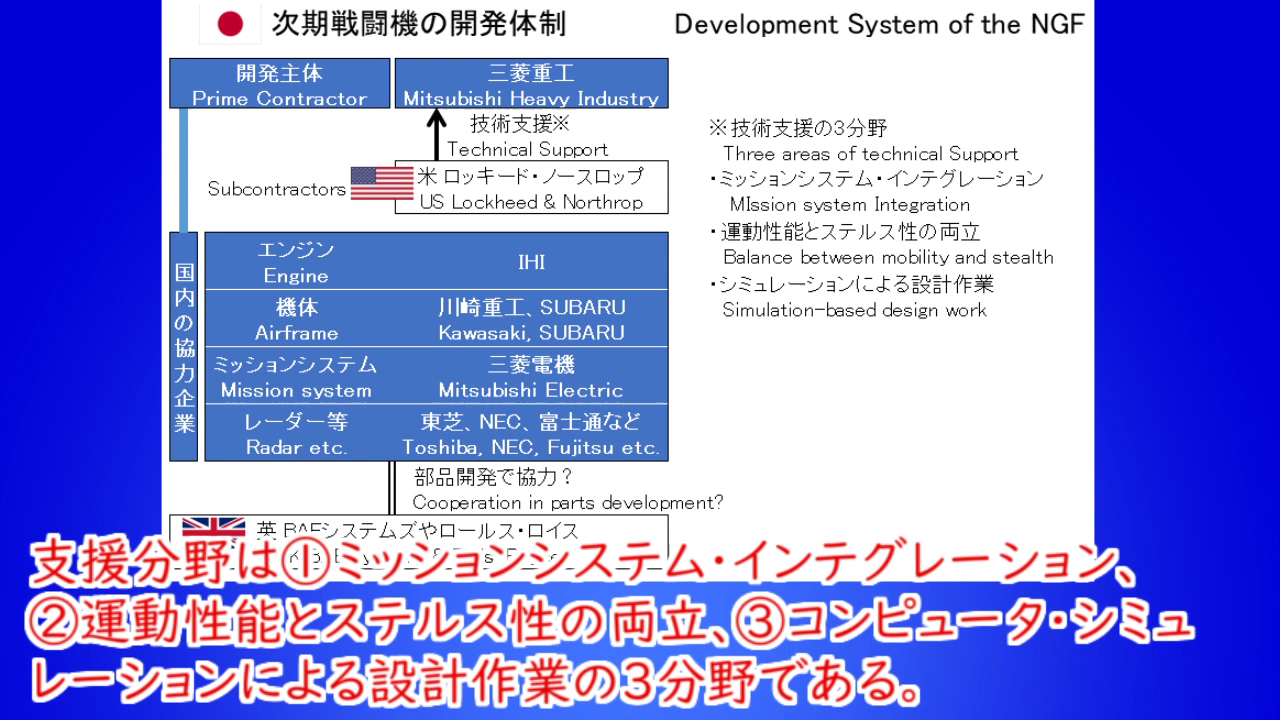 次期戦闘機の開発体制 Development System of the NGF
開発主体 三菱重工
Prime Contractor Mitsubishi Heavy Industry
技術支援※
Technical Support
Subcontractors
米 ロッキード・ノースロップ
US Lockheed & Northrop
国内の協力企業
エンジン
Engine
IHI
機体 川崎重工、SUBARU
Airframe Kawasaki, SUBARU
ミッションシステム 三菱電機
Mission system Mitsubishi Electric
レーダー等 東芝、NEC、富士通など
Radar etc. Toshiba, NEC, Fujitsu etc.
部品開発で協力？
Cooperation in parts development?
英 BAEシステムズやロールス・ロイス
※技術支援の3分野
Three areas of technical Support
・ミッションシステム・インテグレーション
MIssion system Integration
・運動性能とステルス性の両立
Balance between mobility and stealth
・シミュレーションによる設計作業
Simulation-based design work
支援分野は①ミッションシステム・インテグレーション、
②運動性能とステルス性の両立、③コンピュータ・シミュ
レーションによる設計作業の３分野である。